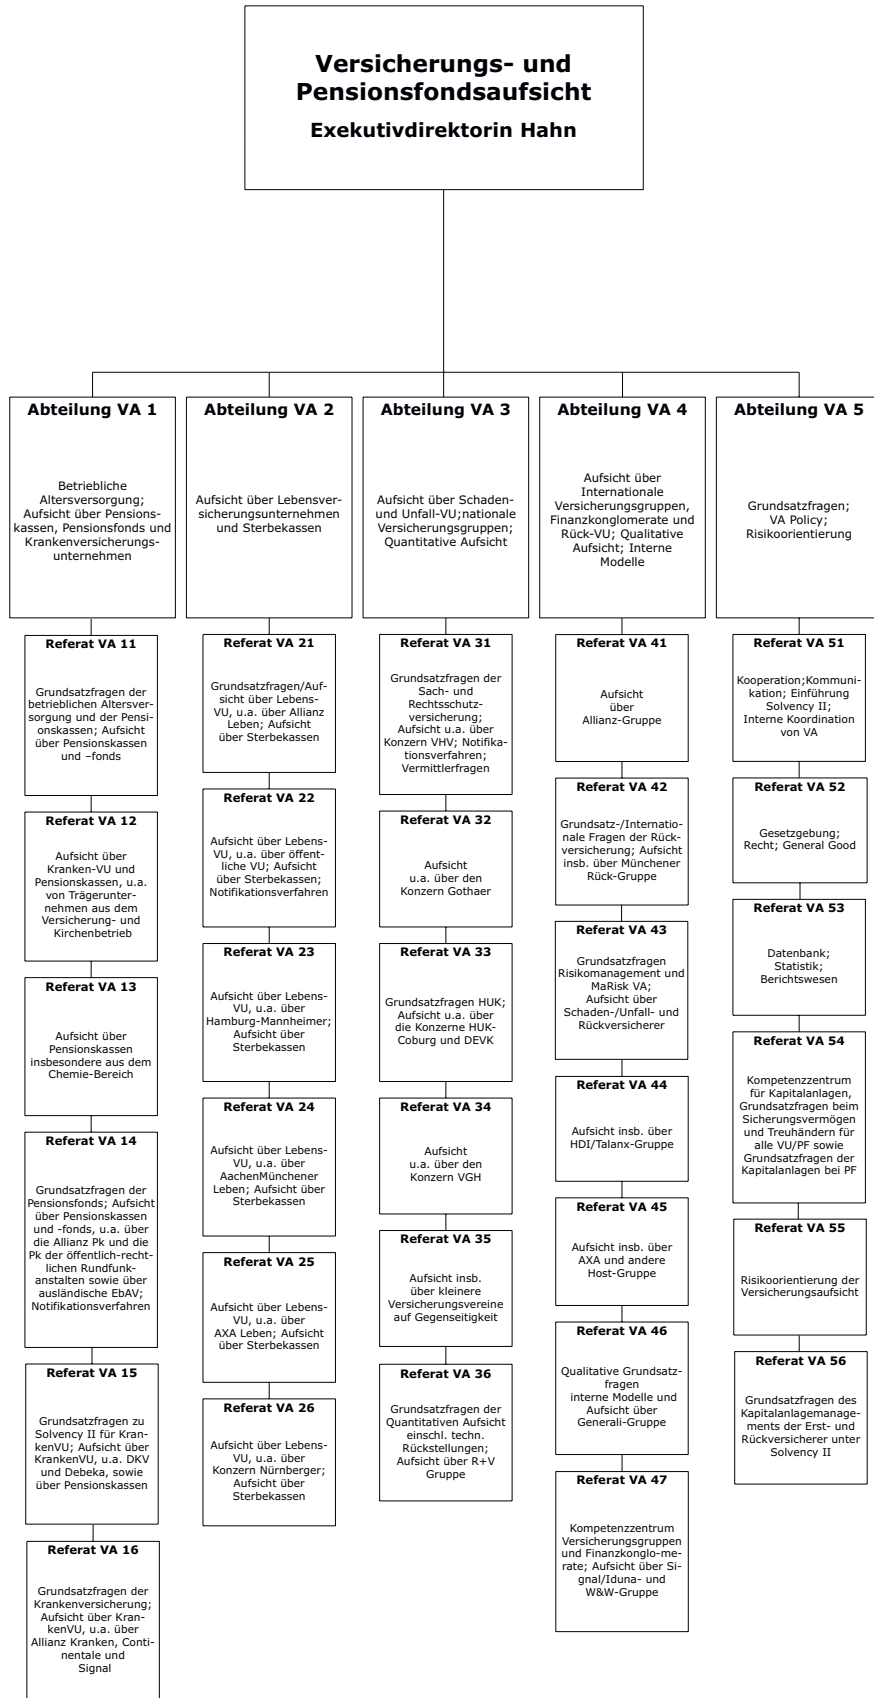 Versicherungs- und
Pensionsfondsaufsicht
Exekutivdirektorin Hahn
Abteilung VA 1
Betriebliche
Altersversorgung;
Aufsicht über Pensions-
kassen, Pensionsfonds und
Krankenversicherungs-
unternehmen
Referat VA 11
Grundsatzfragen der
betrieblichen Altersver-
sorgung und der Pensi-
onskassen; Aufsicht
über Pensionskassen
und –fonds
Referat VA 12
Aufsicht über
Kranken-VU und
Pensionskassen, u.a.
von Trägerunter-
nehmen aus dem
Versicherung- und
Kirchenbetrieb
Referat VA 13
Aufsicht über
Pensionskassen
insbesondere aus dem
Chemie-Bereich
Referat VA 14
Grundsatzfragen der
Pensionsfonds; Aufsicht
über Pensionskassen
und -fonds, u.a. über
die Allianz Pk und die
Pk der öffentlich-recht-
lichen Rundfunk-
anstalten sowie über
ausländische EbAV;
Notifikationsverfahren
Referat VA 15
Grundsatzfragen zu
Solvency II für Kran-
kenVU; Aufsicht über
KrankenVU, u.a. DKV
und Debeka, sowie
über Pensionskassen
Referat VA 16
Grundsatzfragen der
Krankenversicherung;
Aufsicht über Kran-
kenVU, u.a. über
Allianz Kranken, Conti-
nentale und
Signal
Abteilung VA 2
Aufsicht über Lebensver-
sicherungsunternehmen
und Sterbekassen
Referat VA 21
Grundsatzfragen/Auf-
sicht über Lebens-
VU, u.a. über Allianz
Leben; Aufsicht
über Sterbekassen
Referat VA 22
Aufsicht über Lebens-
VU, u.a. über öffent-
liche VU; Aufsicht
über Sterbekassen;
Notifikationsverfahren
Referat VA 23
Aufsicht über Lebens-
VU, u.a. über
Hamburg-Mannheimer;
Aufsicht über
Sterbekassen
Referat VA 24
Aufsicht über Lebens-
VU, u.a. über
AachenMünchener
Leben; Aufsicht über
Sterbekassen
Referat VA 25
Aufsicht über Lebens-
VU, u.a. über
AXA Leben; Aufsicht
über Sterbekassen
Referat VA 26
Aufsicht über Lebens-
VU, u.a. über
Konzern Nürnberger;
Aufsicht über
Sterbekassen
Abteilung VA 3
Aufsicht über Schaden-
und Unfall-VU;nationale
Versicherungsgruppen;
Quantitative Aufsicht
Referat VA 31
Grundsatzfragen der
Sach- und
Rechtsschutz-
versicherung;
Aufsicht u.a. über
Konzern VHV; Notifika-
tionsverfahren;
Vermittlerfragen
Referat VA 32
Aufsicht
u.a. über den
Konzern Gothaer
Referat VA 33
Grundsatzfragen HUK;
Aufsicht u.a. über
die Konzerne HUK-
Coburg und DEVK
Referat VA 34
Aufsicht
u.a. über den
Konzern VGH
Referat VA 35
Aufsicht insb.
über kleinere
Versicherungsvereine
auf Gegenseitigkeit
Referat VA 36
Grundsatzfragen der
Quantitativen Aufsicht
einschl. techn.
Rückstellungen;
Aufsicht über R+V
Gruppe
Abteilung VA 4
Aufsicht über
Internationale
Versicherungsgruppen,
Finanzkonglomerate und
Rück-VU; Qualitative
Aufsicht; Interne
Modelle
Referat VA 41
Aufsicht
über
Allianz-Gruppe
Referat VA 42
Grundsatz-/Internatio-
nale Fragen der Rück-
versicherung; Aufsicht
insb. über Münchener
Rück-Gruppe
Referat VA 43
Grundsatzfragen
Risikomanagement und
MaRisk VA;
Aufsicht über
Schaden-/Unfall- und
Rückversicherer
Referat VA 44
Aufsicht insb. über
HDI/Talanx-Gruppe
Referat VA 45
Aufsicht insb. über
AXA und andere
Host-Gruppe
Referat VA 46
Qualitative Grundsatz-
fragen
interne Modelle und
Aufsicht über
Generali-Gruppe
Referat VA 47
Kompetenzzentrum
Versicherungsgruppen
und Finanzkonglo-me-
rate; Aufsicht über Si-
gnal/Iduna- und
W&W-Gruppe
Abteilung VA 5
Grundsatzfragen;
VA Policy;
Risikoorientierung
Referat VA 51
Kooperation;Kommuni-
kation; Einführung
Solvency II;
Interne Koordination
von VA
Referat VA 52
Gesetzgebung;
Recht; General Good
Referat VA 53
Datenbank;
Statistik;
Berichtswesen
Referat VA 54
Kompetenzzentrum
für Kapitalanlagen,
Grundsatzfragen beim
Sicherungsvermögen
und Treuhändern für
alle VU/PF sowie
Grundsatzfragen der
Kapitalanlagen bei PF
Referat VA 55
Risikoorientierung der
Versicherungsaufsicht
Referat VA 56
Grundsatzfragen des
Kapitalanlagemanage-
ments der Erst- und
Rückversicherer unter
Solvency II